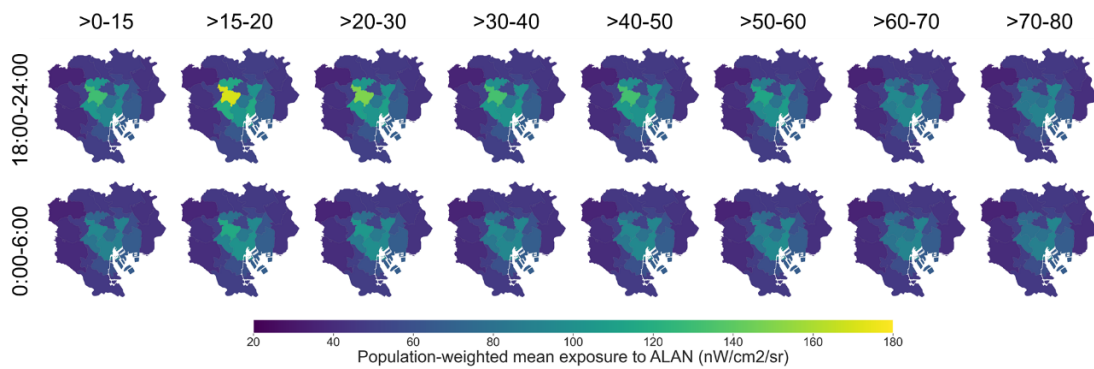 >0-15 >15-20 >20-30 >30-40 >40-50 >50-60 >60-70 >70-80
18:00-24:00
0:00-6:00
20 40 60 80 100 120 140 160 180
Population-weighted mean exposure to ALAN (nW/cm2/sr)